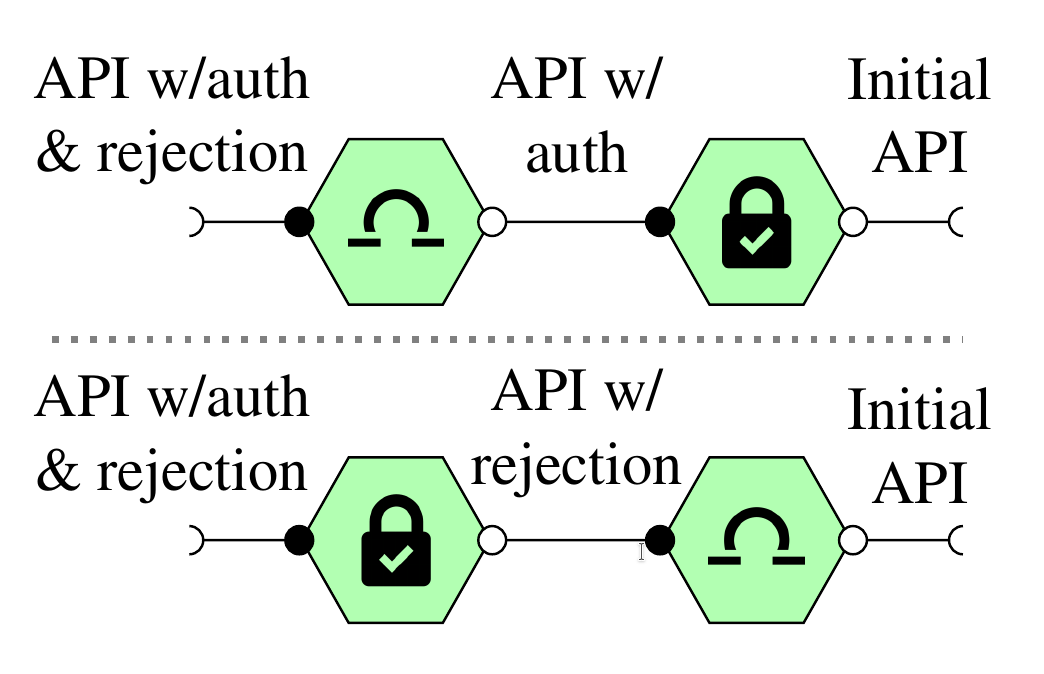 API w/auth
& rejection
API w/
auth
Initial
API
API w/auth
& rejection
API w/
rejection
Initial
API